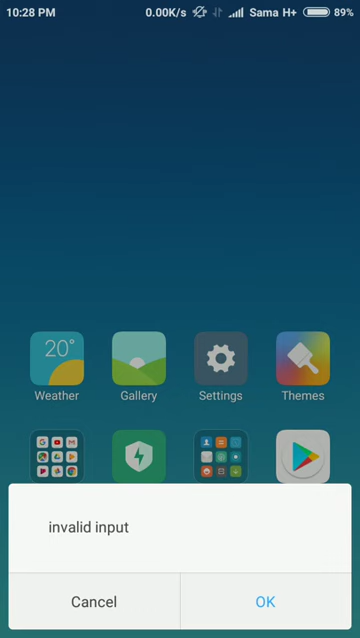 10:28 PM 0.00K/s Sama H+ 89%
20°
Weather Gallery Settings Themes
invalid input
Cancel OK